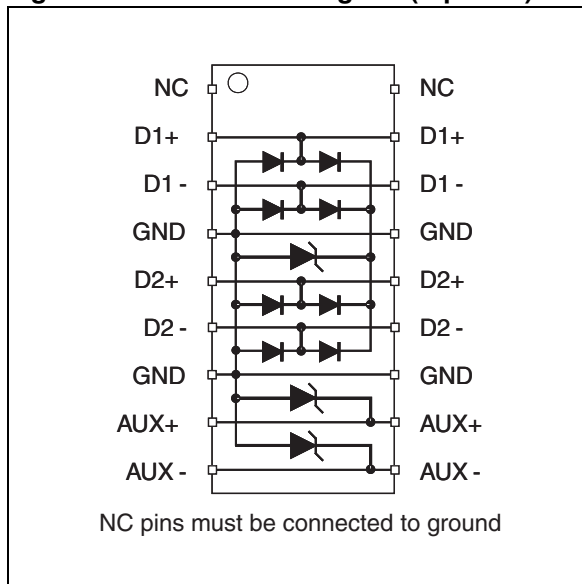 NC NC
D1+ D1+
D1 - D1 -
GND GND
D2+ D2+
D2 - D2 -
GND GND
AUX+ AUX+
AUX - AUX -
NC pins must be connected to ground